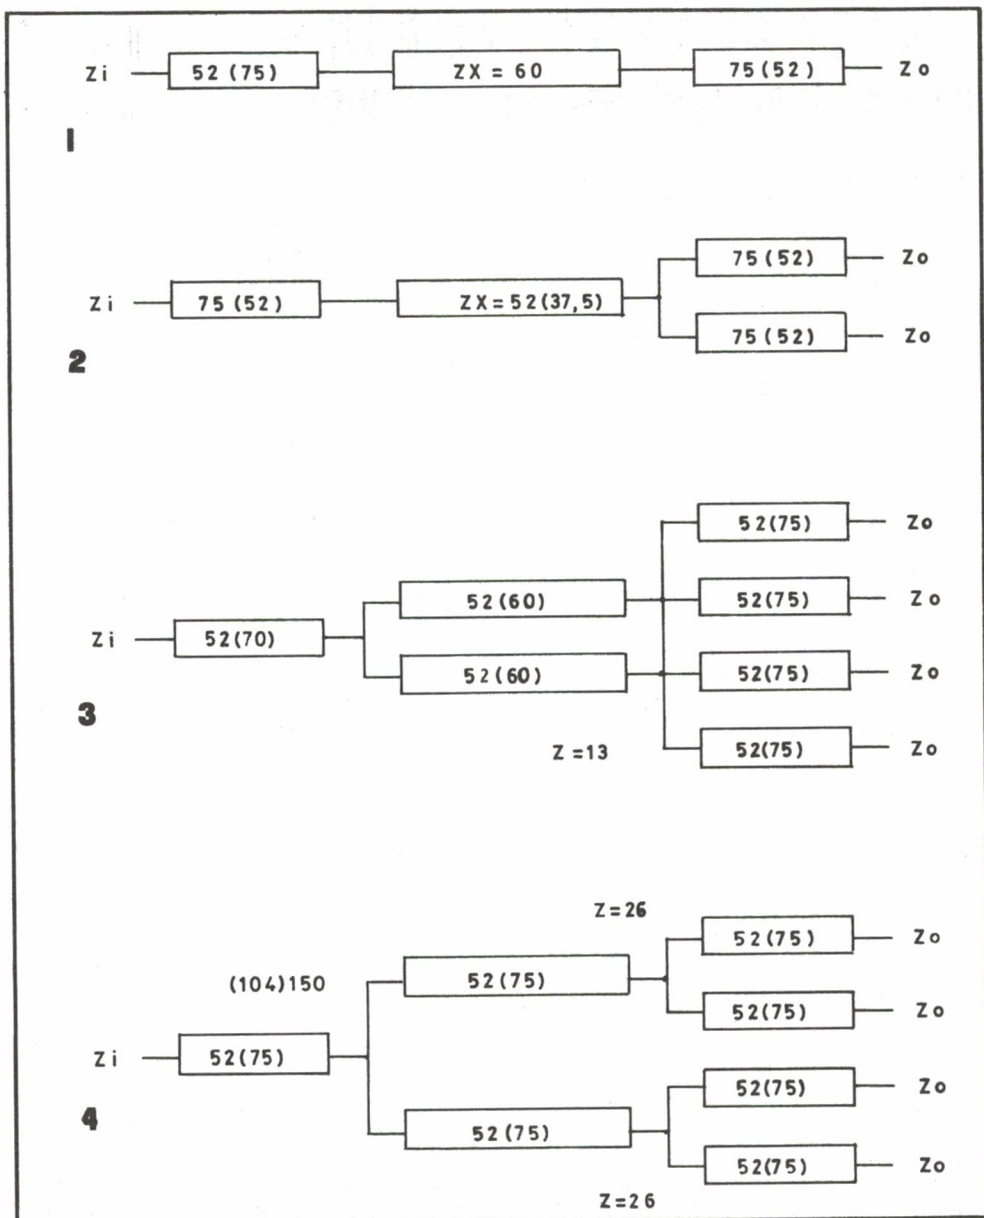 Zi 52 (75) ZX = 60 75 (52) Zo
1
75 (52) Zo
Zi 75 (52) ZX = 52 (37,5)
75 (52) Zo
2
52 (75) Zo
52 (60) 52 (75) Zo
Zi 52 (70)
52 (60) 52 (75) Zo
3
Z = 13 52 (75) Zo
Z = 26
52 (75) Zo
(104) 150 52 (75)
52 (75) Zo
Zi 52 (75)
52 (75) Zo
4
52 (75)
52 (75) Zo
Z = 26